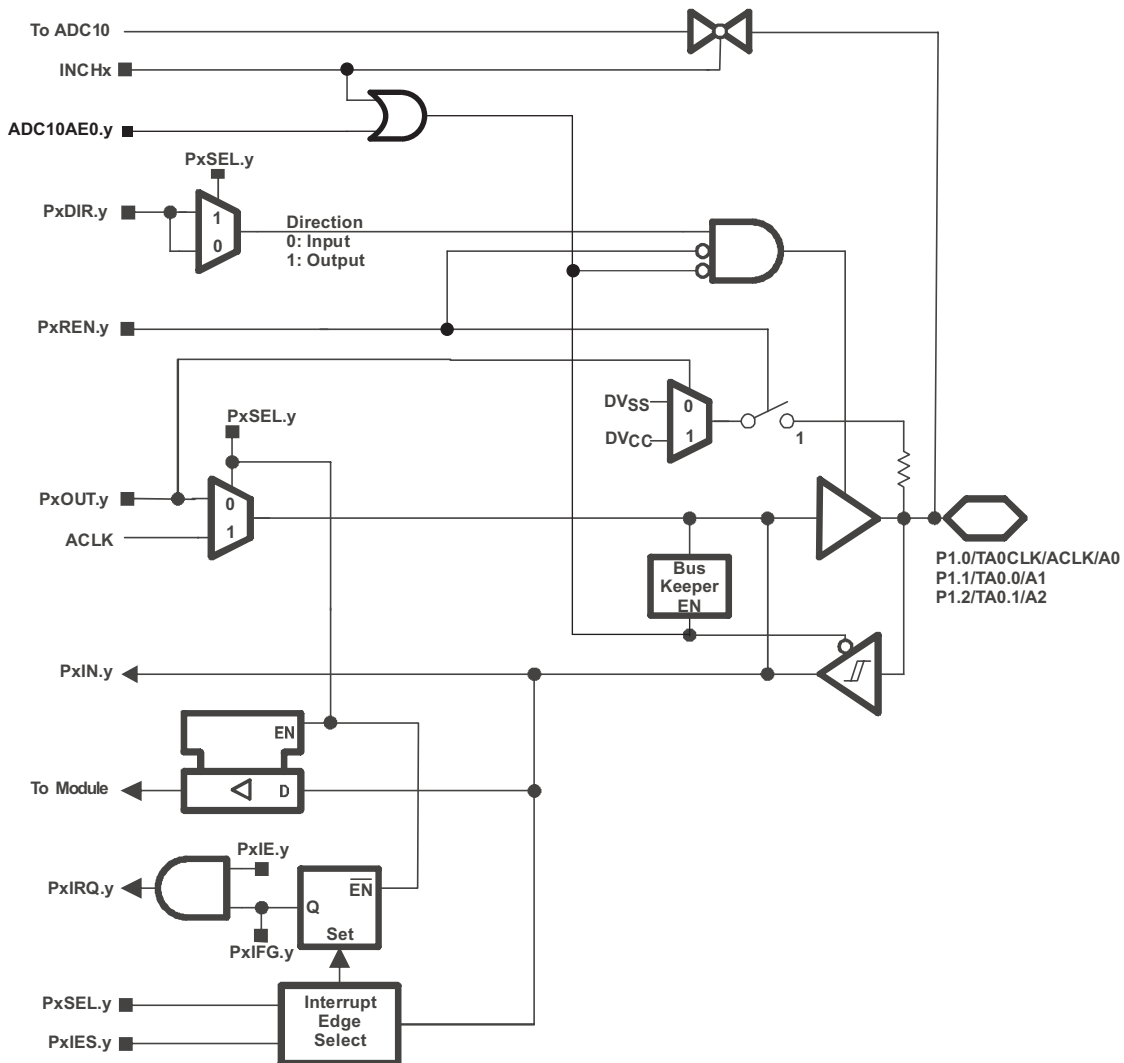 To ADC10
INCHx
ADC10AE0.y
PxSEL.y
PxDIR.y
1
0
Direction
0: Input
1: Output
PxREN.y
DVSS
0
DVCC
1
1
PxSEL.y
PxOUT.y
0
ACLK
1
Bus
Keeper
EN
P1.0/TA0CLK/ACLK/A0
P1.1/TA0.0/A1
P1.2/TA0.1/A2
PxIN.y
EN
To Module
D
PxIE.y
PxIRQ.y
EN
Q
Set
PxIFG.y
PxSEL.y
PxIES.y
Interrupt
Edge
Select